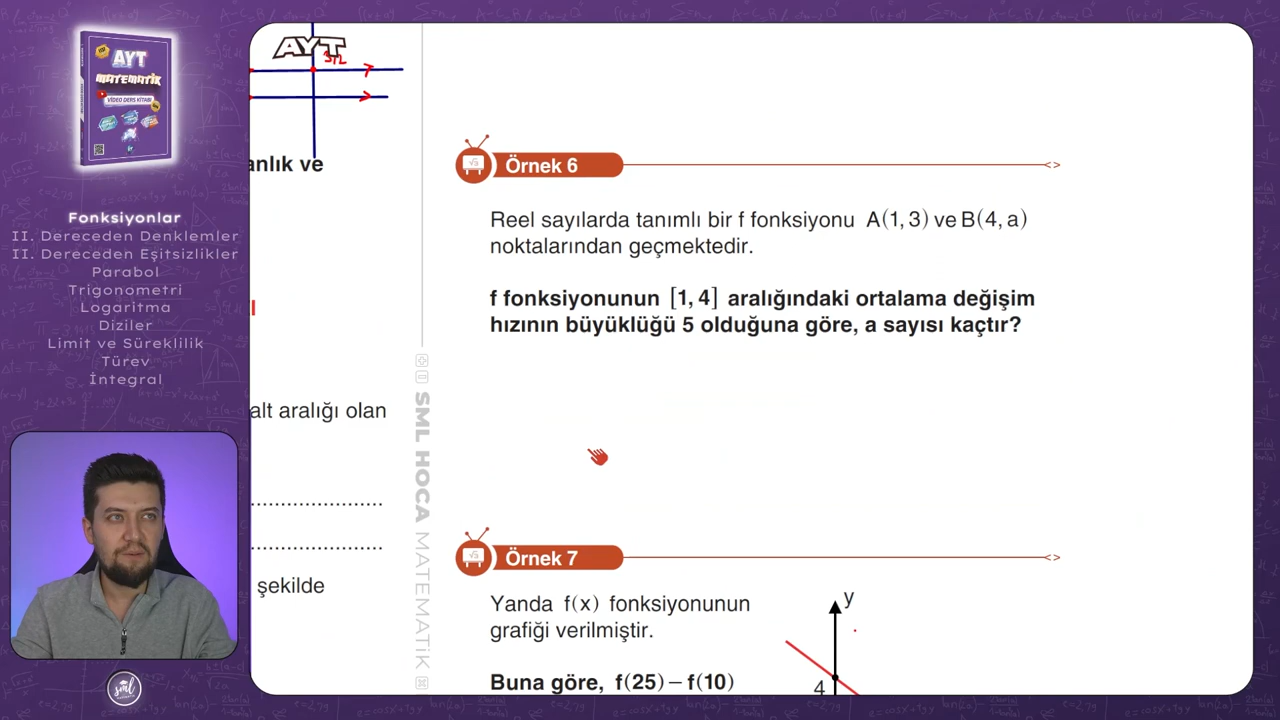 AYT
MATEMATİK
VİDEO DERS KİTABI
Fonksiyonlar
II. Dereceden Denklemler
II. Dereceden Eşitsizlikler
Parabol
Trigonometri
Logaritma
Diziler
Limit ve Süreklilik
Türev
İntegral
sml
AYT
anlık ve
alt aralığı olan
şekilde
SML HOCA MATEMATİK
Örnek 6
Reel sayılarda tanımlı bir f fonksiyonu A(1, 3) ve B(4, a)
noktalarından geçmektedir.
f fonksiyonunun [1, 4] aralığındaki ortalama değişim
hızının büyüklüğü 5 olduğuna göre, a sayısı kaçtır?
Örnek 7
Yanda f(x) fonksiyonunun
grafiği verilmiştir.
Buna göre, f(25) – f(10)
y
4